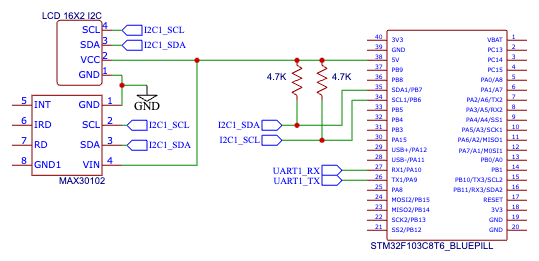 LCD 16X2 I2C
SCL 4 I2C1_SCL
SDA 3 I2C1_SDA
VCC 2
GND 1
GND
5 INT GND 1
6 IRD SCL 2 I2C1_SCL
7 RD SDA 3 I2C1_SDA
8 GND1 VIN 4
MAX30102
4.7K 4.7K
I2C1_SDA
I2C1_SCL
UART1_RX
UART1_TX
40 3V3 VBAT 1
39 GND PC13 2
38 5V PC14 3
37 PB9 PC15 4
36 PB8 PA0/A8 5
35 SDA1/PB7 PA1/A7 6
34 SCL1/PB6 PA2/A6/TX2 7
33 PB5 PA3/A5/RX2 8
32 PB4 PA4/A4/SS1 9
31 PB3 PA5/A3/SCK1 10
30 PA15 PA6/A2/MISO1 11
29 USB+/PA12 PA7/A1/MOSI1 12
28 USB-/PA11 PB0/A0 13
27 RX1/PA10 PB1 14
26 TX1/PA9 PB10/TX3/SCL2 15
25 PA8 PB11/RX3/SDA2 16
24 MOSI2/PB15 RESET 17
23 MISO2/PB14 3V3 18
22 SCK2/PB13 GND 19
21 SS2/PB12 GND 20
STM32F103C8T6_BLUEPILL